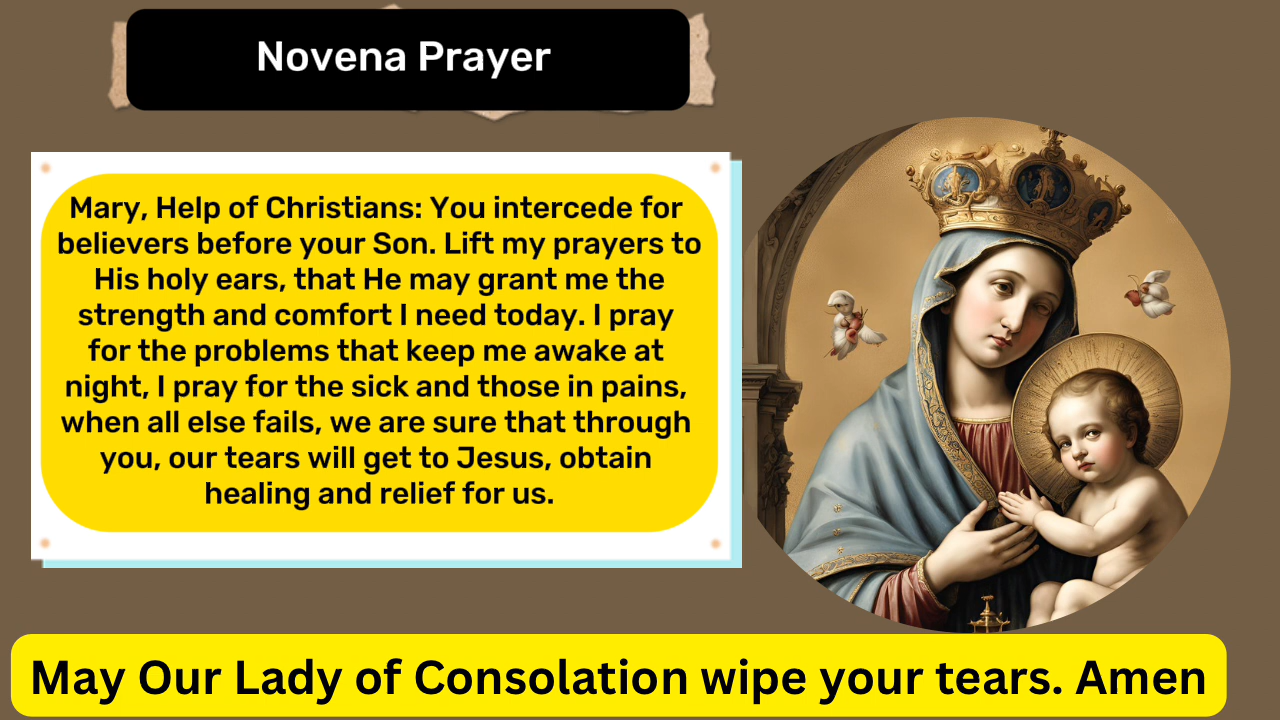 Novena Prayer
Mary, Help of Christians: You intercede for
believers before your Son. Lift my prayers to
His holy ears, that He may grant me the
strength and comfort I need today. I pray
for the problems that keep me awake at
night, I pray for the sick and those in pains,
when all else fails, we are sure that through
you, our tears will get to Jesus, obtain
healing and relief for us.
May Our Lady of Consolation wipe your tears. Amen